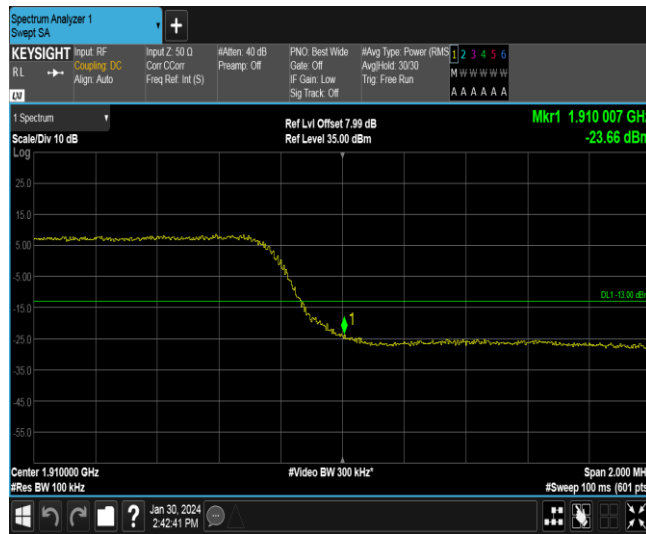 Spectrum Analyzer 1
Swept SA
+
KEYSIGHT
RL
LXI
Input: RF
Coupling: DC
Align: Auto
Input Z: 50 Ω
Corr CCorr
Freq Ref: Int (S)
#Atten: 40 dB
Preamp: Off
PNO: Best Wide
Gate: Off
IF Gain: Low
Sig Track: Off
#Avg Type: Power (RMS
Avg|Hold: 30/30
Trig: Free Run
1 2 3 4 5 6
M W W W W W
A A A A A A
1 Spectrum
Scale/Div 10 dB
Log
Ref Lvl Offset 7.99 dB
Ref Level 35.00 dBm
Mkr1 1.910 007 GHz
-23.66 dBm
25.0
15.0
5.00
-5.00
-15.0
-25.0
-35.0
-45.0
-55.0
DL1 -13.00 dBm
1
Center 1.910000 GHz
#Res BW 100 kHz
#Video BW 300 kHz*
Span 2.000 MH
#Sweep 100 ms (601 pts
?
Jan 30, 2024
2:42:41 PM